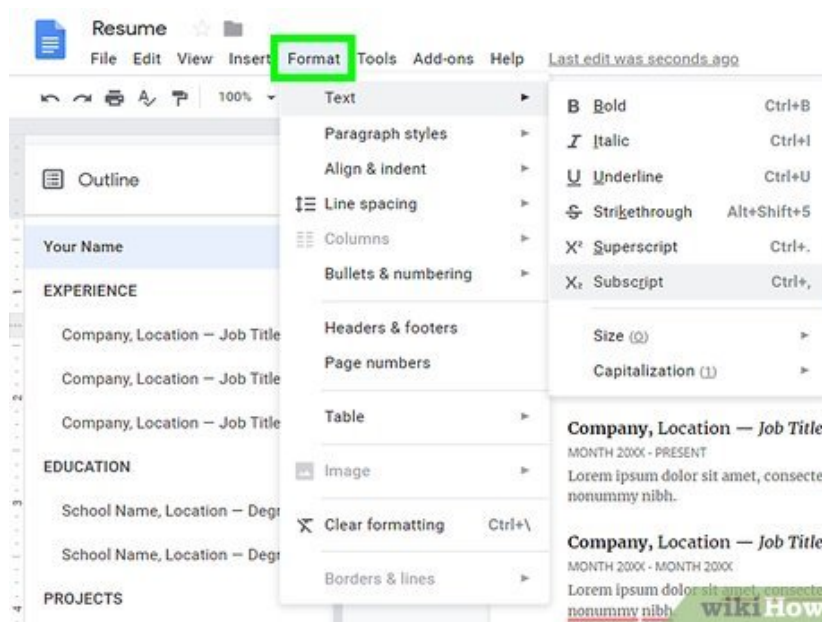 Resume
File Edit View Insert Format Tools Add-ons Help Last edit was seconds ago
100%
Outline
Your Name
EXPERIENCE
Company, Location — Job Title
Company, Location — Job Title
Company, Location — Job Title
EDUCATION
School Name, Location — Degr
School Name, Location — Degr
PROJECTS
Text
Paragraph styles
Align & indent
Line spacing
Columns
Bullets & numbering
Headers & footers
Page numbers
Table
Image
Clear formatting Ctrl+\
Borders & lines
B Bold Ctrl+B
I Italic Ctrl+I
U Underline Ctrl+U
S Strikethrough Alt+Shift+5
X² Superscript Ctrl+.
X₂ Subscript Ctrl+,
Size (O)
Capitalization (1)
Company, Location — Job Title
MONTH 20XX - PRESENT
Lorem ipsum dolor sit amet, consecte
nonummy nibh.
Company, Location — Job Title
MONTH 20XX - MONTH 20XX
Lorem ipsum dolor sit amet, consecte
nonummy nibh
wikiHow
1
2
3
4